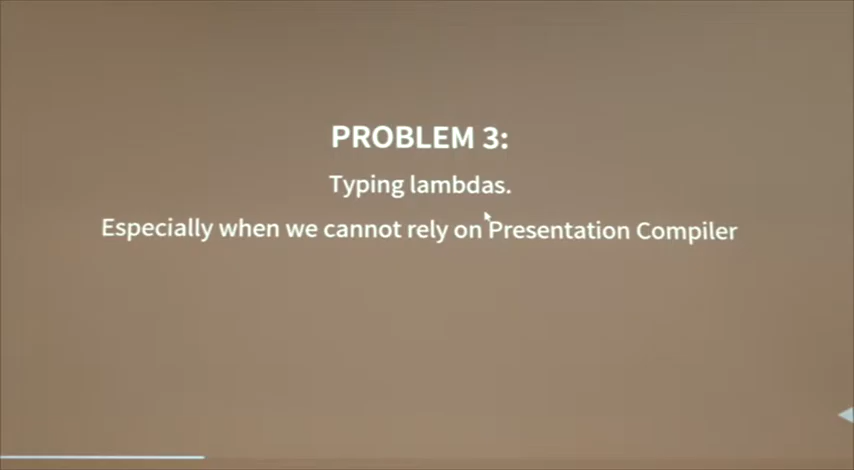 PROBLEM 3:
Typing lambdas.
Especially when we cannot rely on Presentation Compiler